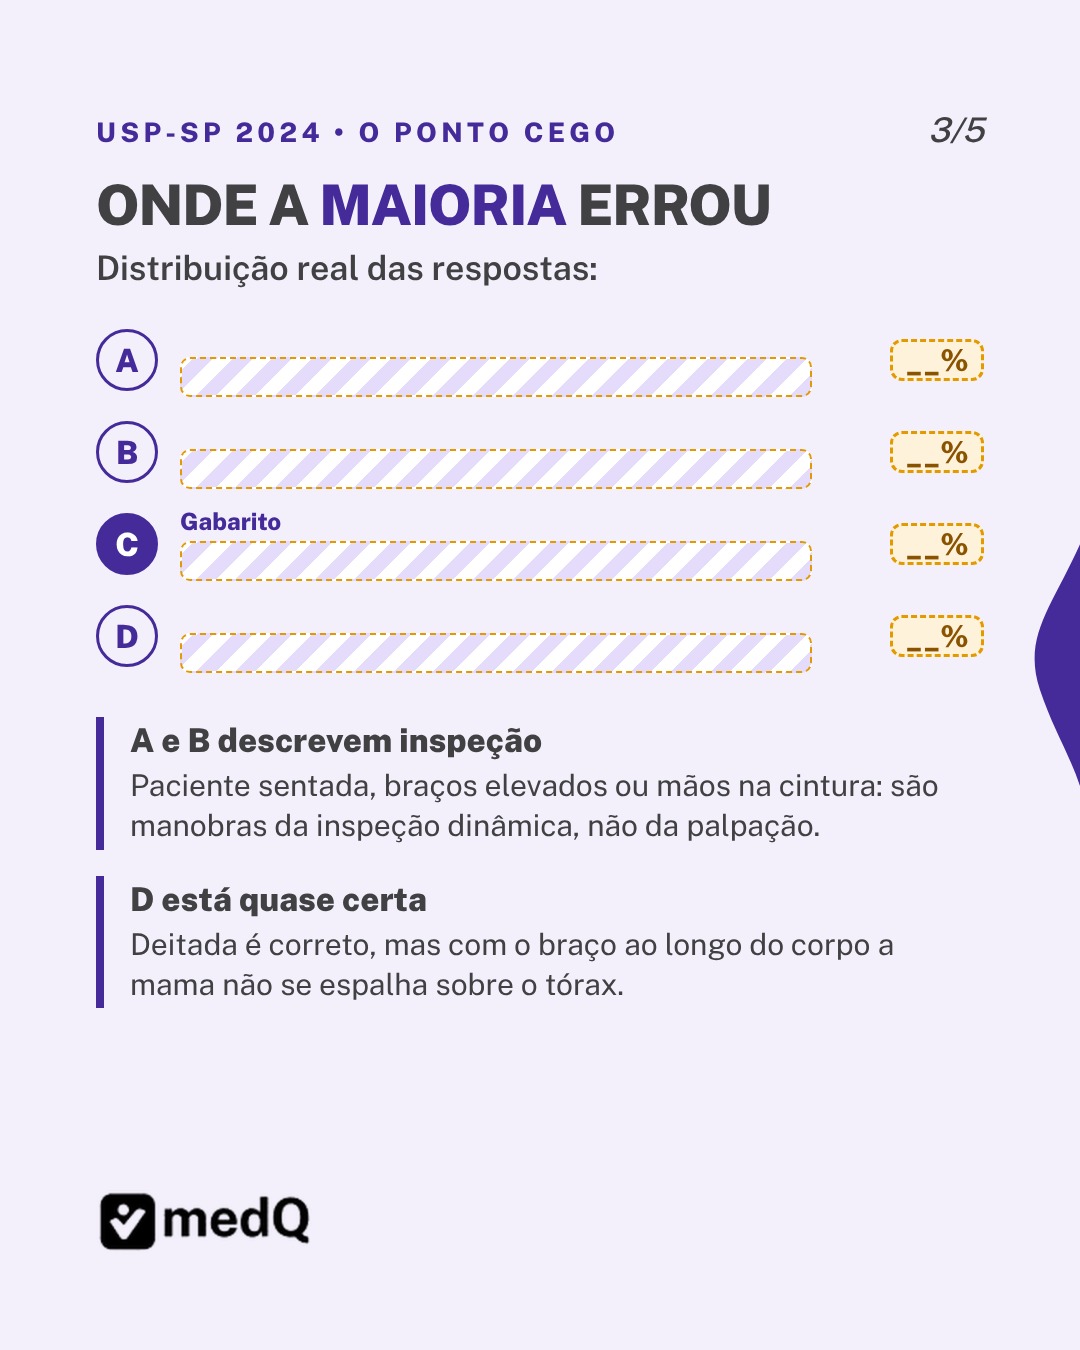 USP-SP 2024 • O PONTO CEGO
3/5
ONDE A MAIORIA ERROU
Distribuição real das respostas:
A
__%
B
__%
Gabarito
C
__%
D
__%
A e B descrevem inspeção
Paciente sentada, braços elevados ou mãos na cintura: são
manobras da inspeção dinâmica, não da palpação.
D está quase certa
Deitada é correto, mas com o braço ao longo do corpo a
mama não se espalha sobre o tórax.
medQ